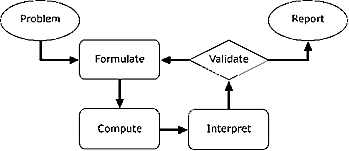 Problem
Report
Formulate
Validate
Compute
Interpret